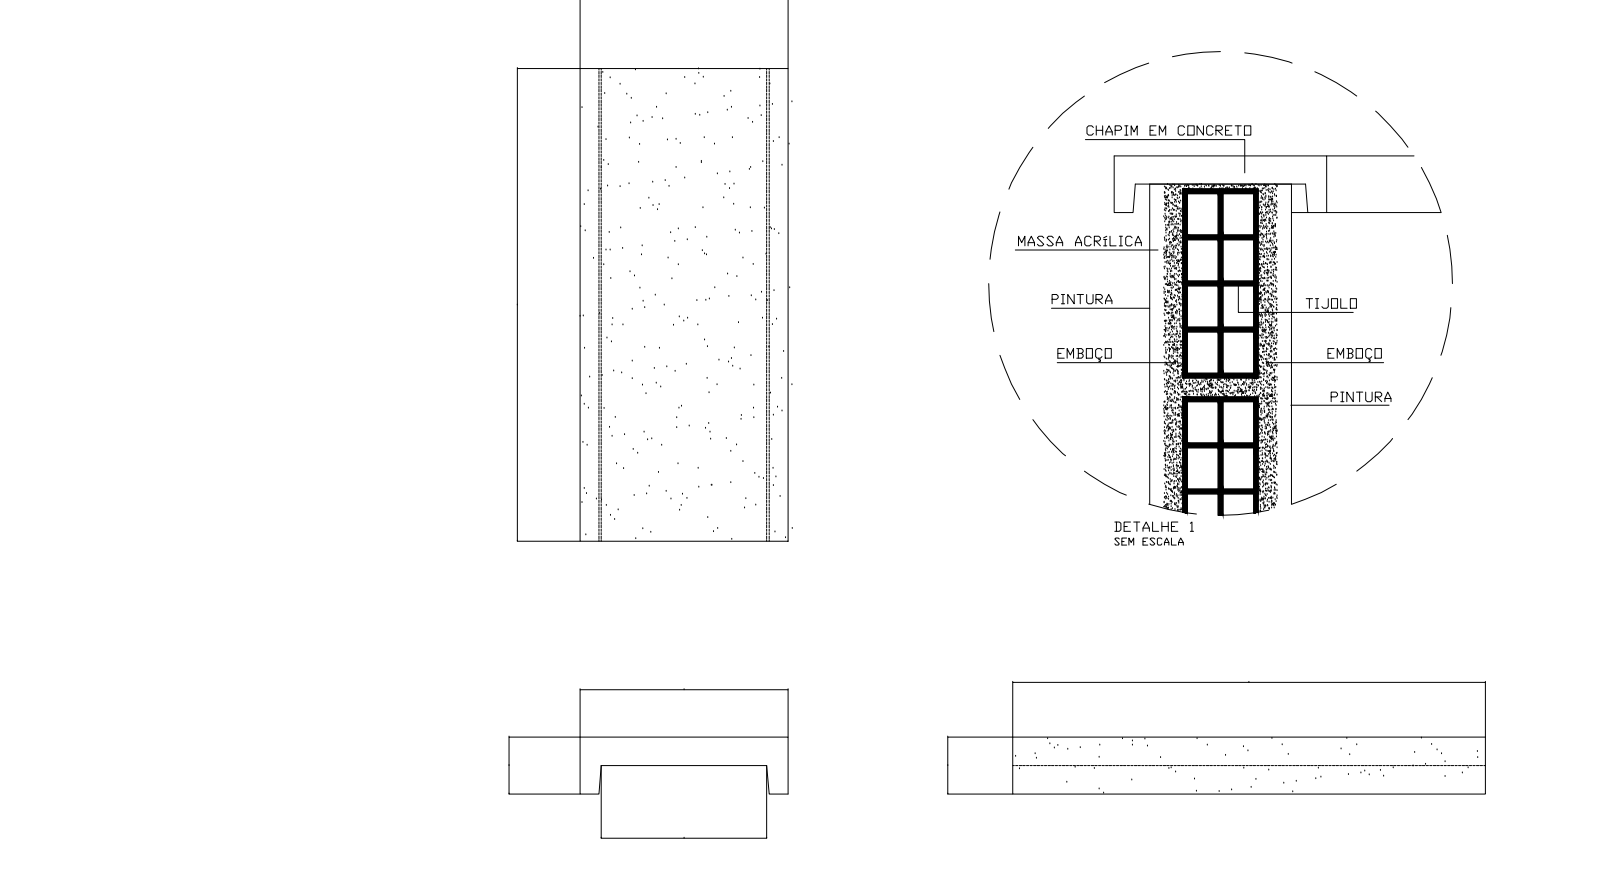 CHAPIM EM CONCRETO
MASSA ACRíLICA
PINTURA
TIJOLO
EMBOÇO
EMBOÇO
PINTURA
DETALHE 1
SEM ESCALA